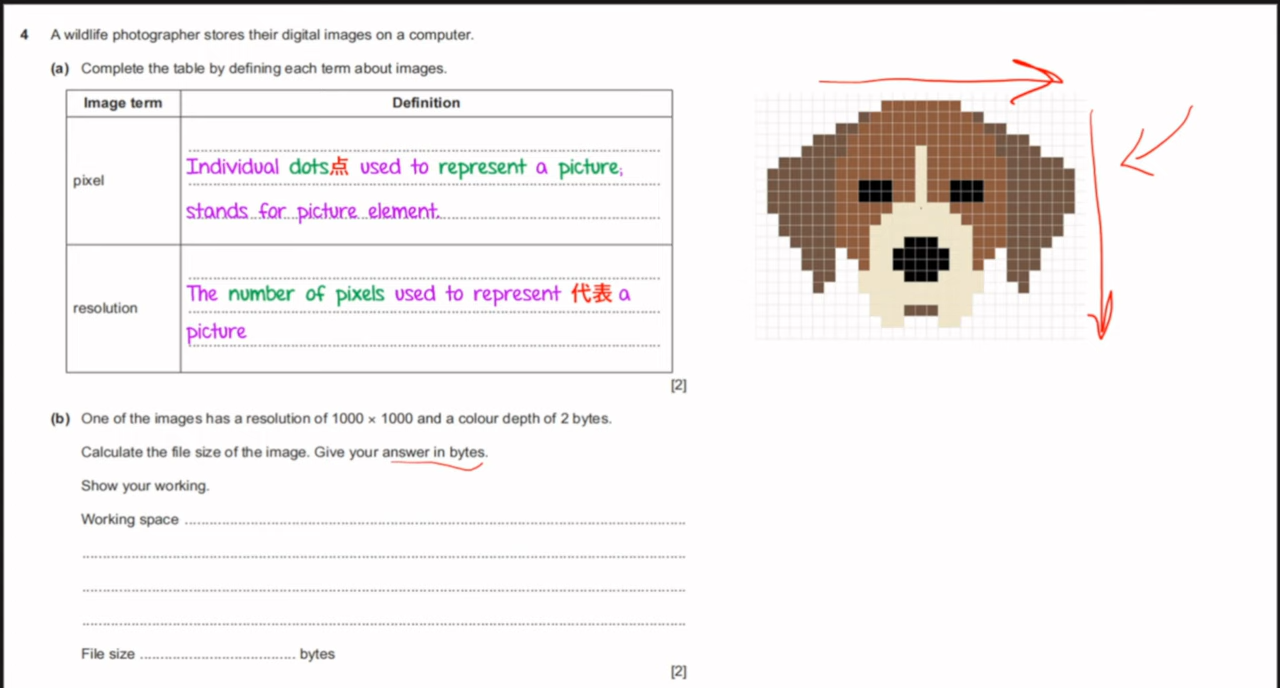 4 A wildlife photographer stores their digital images on a computer.
(a) Complete the table by defining each term about images.
Image term Definition
pixel
Individual dots点 used to represent a picture;
stands for picture element.
resolution
The number of pixels used to represent 代表 a
picture
[2]
(b) One of the images has a resolution of 1000 × 1000 and a colour depth of 2 bytes.
Calculate the file size of the image. Give your answer in bytes.
Show your working.
Working space
File size bytes
[2]